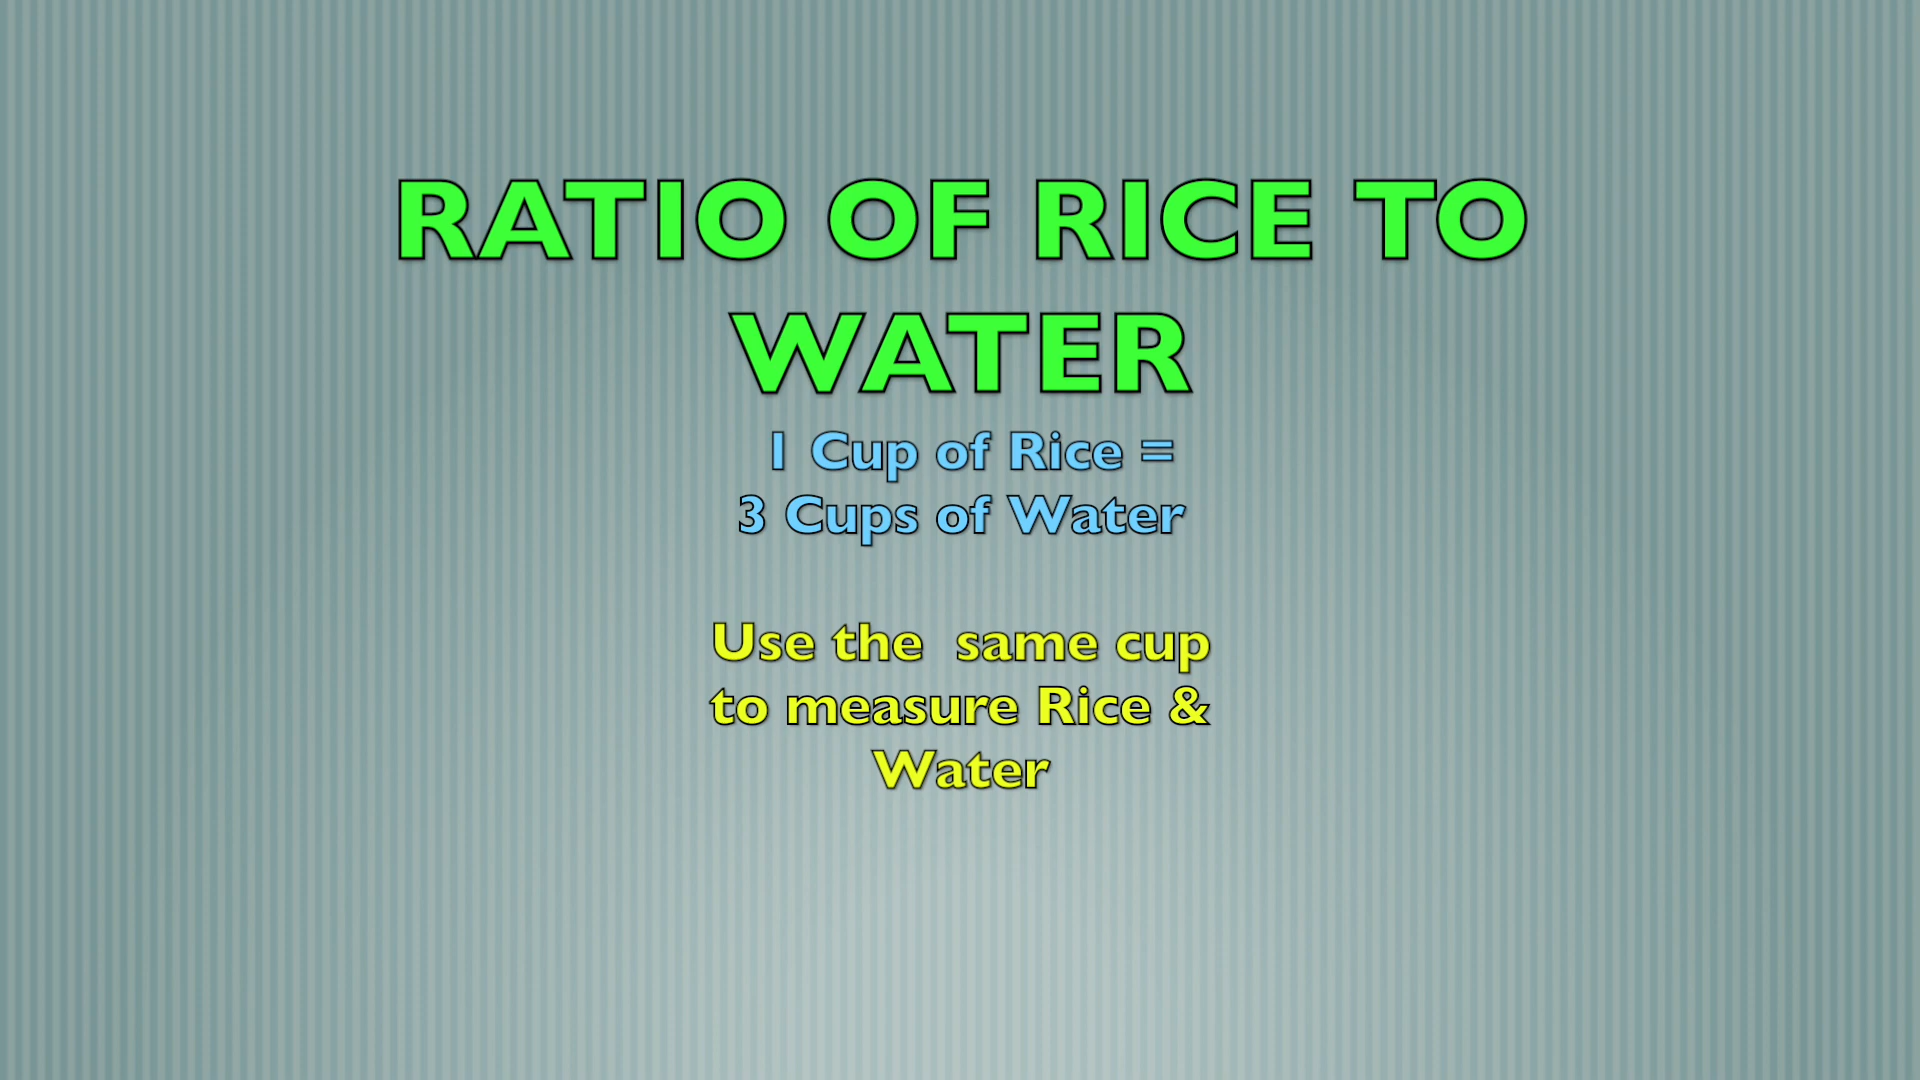 RATIO OF RICE TO
WATER
1 Cup of Rice =
3 Cups of Water
Use the  same cup
to measure Rice &
Water